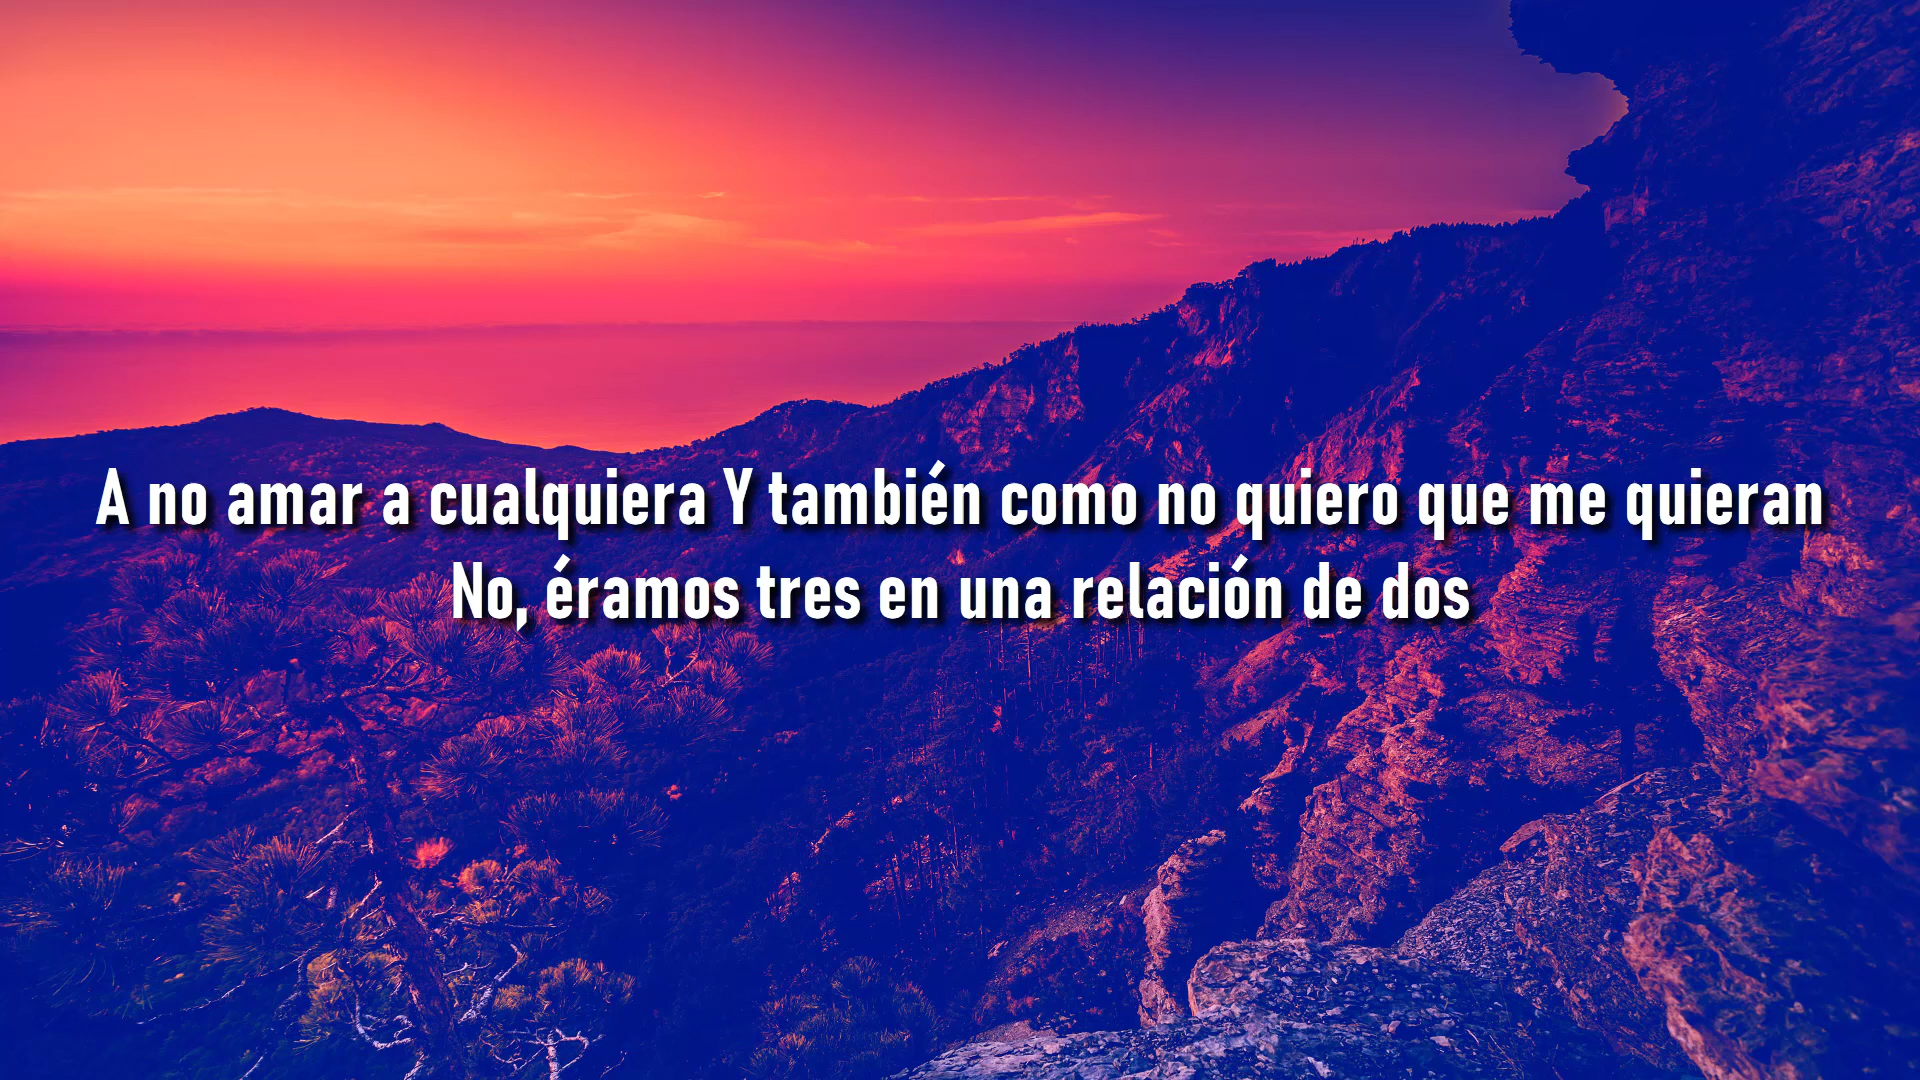 A no amar a cualquiera Y también como no quiero que me quieran
No, éramos tres en una relación de dos